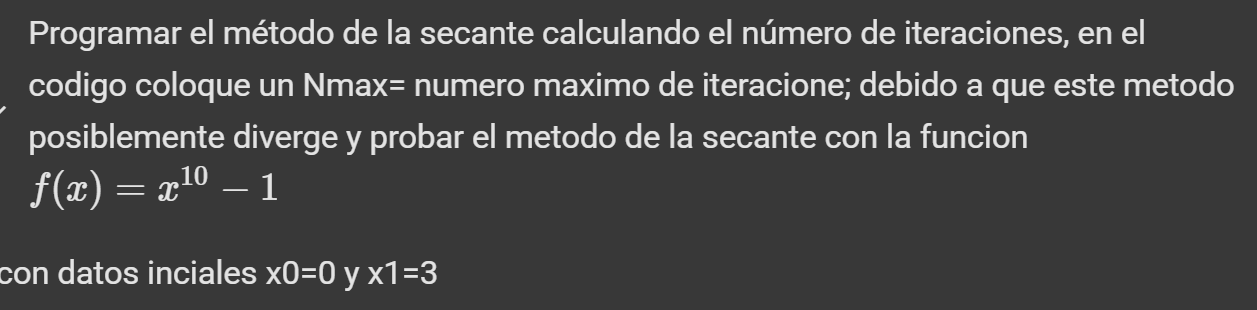 Programar el método de la secante calculando el número de iteraciones, en el
codigo coloque un Nmax= numero maximo de iteracione; debido a que este metodo
posiblemente diverge y probar el metodo de la secante con la funcion
f(x) = x^{10} − 1
con datos inciales x0=0 y x1=3